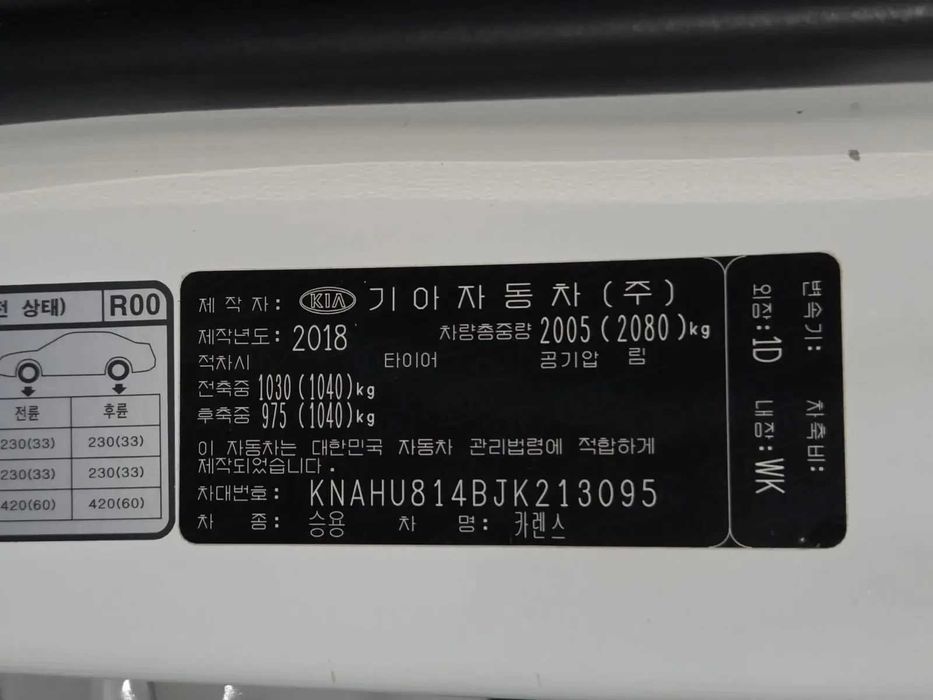 전 상태)
R00
전륜 후륜
230(33) 230(33)
230(33) 230(33)
420(60) 420(60)
제 작 자: KIA 기 아 자 동 차 (주)
제작년도: 2018 차량총중량 2005 (2080)kg
적차시 타이어 공기압 림
전축중 1030 (1040)kg
후축중 975 (1040)kg
이 자동차는 대한민국 자동차 관리법령에 적합하게
제작되었습니다.
차대번호: KNAHU814BJK213095
차 종: 승용 차 명: 카렌스
변속기: 차축비:
외장:1D 내장:WK